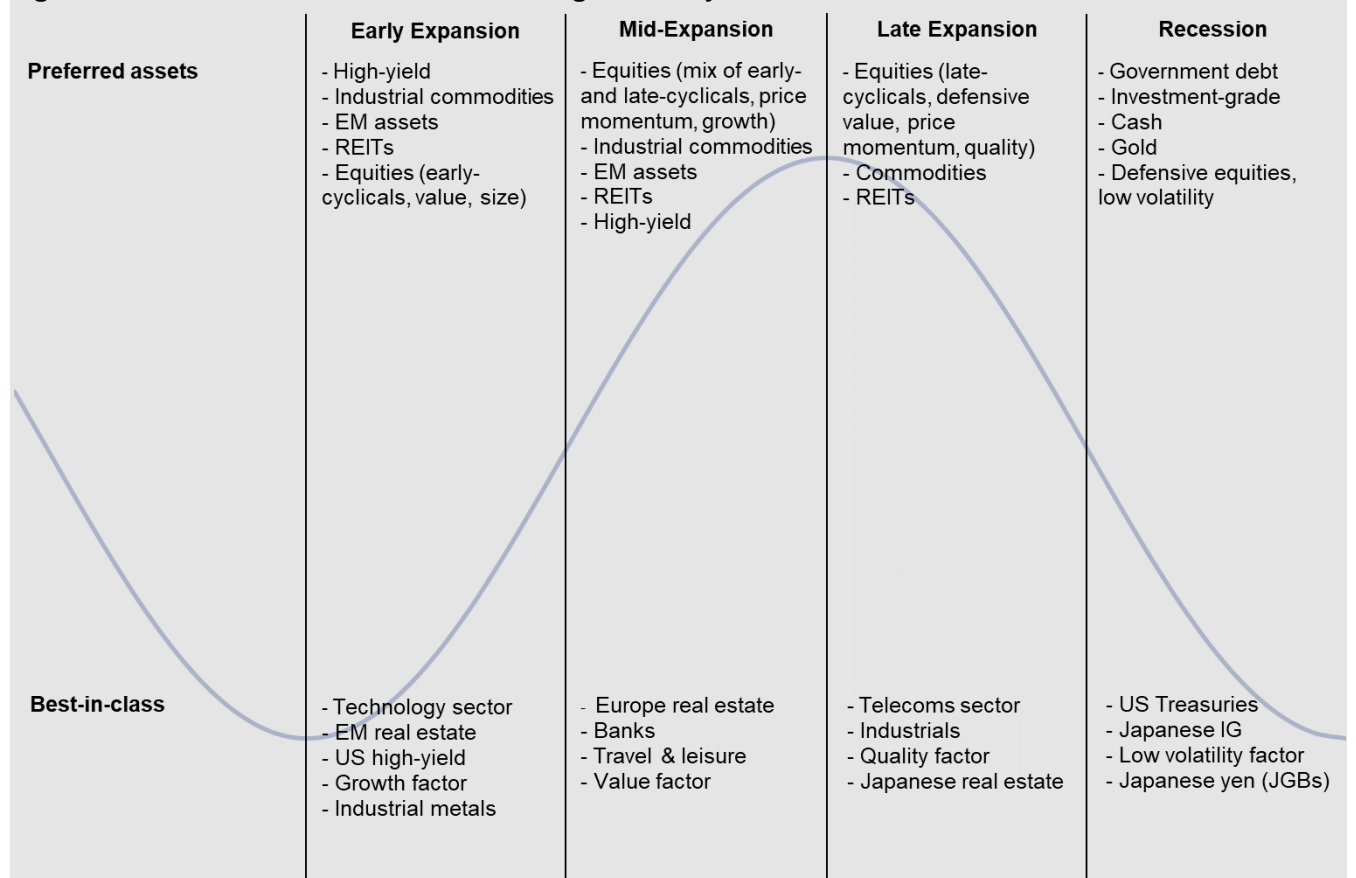 Early Expansion
Mid-Expansion
Late Expansion
Recession
Preferred assets
- High-yield
- Industrial commodities
- EM assets
- REITs
- Equities (early-
cyclicals, value, size)
- Equities (mix of early-
and late-cyclicals, price
momentum, growth)
- Industrial commodities
- EM assets
- REITs
- High-yield
- Equities (late-
cyclicals, defensive
value, price
momentum, quality)
- Commodities
- REITs
- Government debt
- Investment-grade
- Cash
- Gold
- Defensive equities,
low volatility
Best-in-class
- Technology sector
- EM real estate
- US high-yield
- Growth factor
- Industrial metals
- Europe real estate
- Banks
- Travel & leisure
- Value factor
- Telecoms sector
- Industrials
- Quality factor
- Japanese real estate
- US Treasuries
- Japanese IG
- Low volatility factor
- Japanese yen (JGBs)